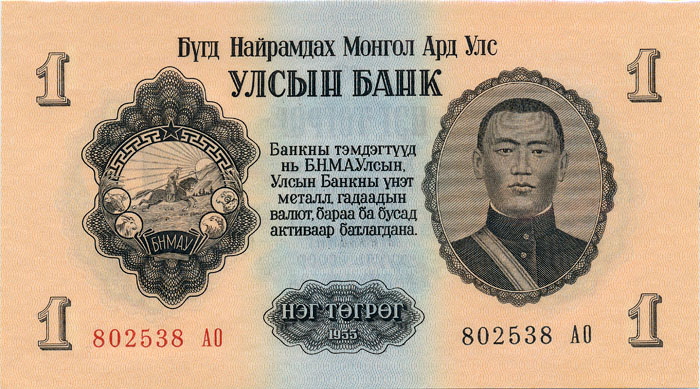 Бүгд Найрамдах Монгол Ард Улс
1 1
УЛСЫН БАНК
Банкны тэмдэгтүүд
нь Б.Н.М.А.Улсын,
Улсын Банкны үнэт
металл, гадаадын
валют, бараа ба бусад
активаар батлагдана.
БНМАУ
1 1
НЭГ ТӨГРӨГ
1955
802538 АО 802538 АО